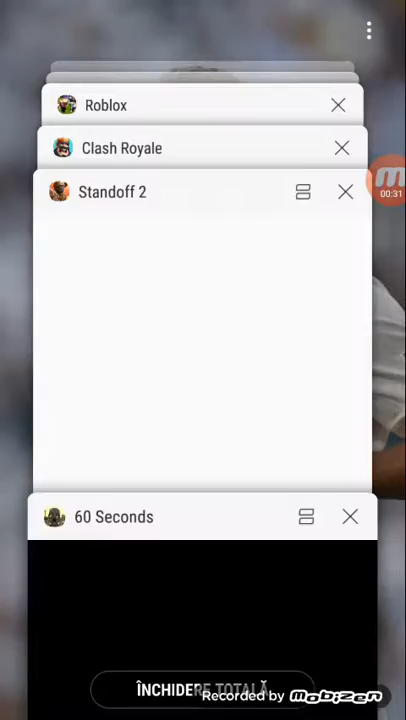 Roblox
Clash Royale
Standoff 2
00:31
60 Seconds
ÎNCHIDERE TOTALĂ
Recorded by mobizen